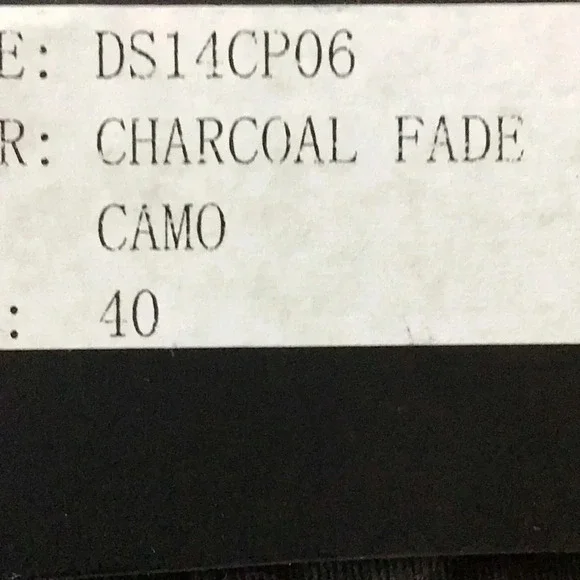 E: DS14CP06
R: CHARCOAL FADE
CAMO
: 40